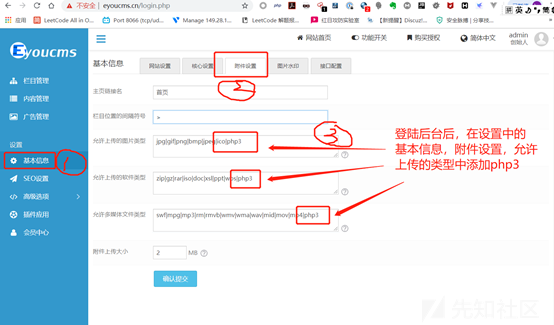 不安全 | eyoucms.cn/login.php
应用
LeetCode All in O...
Port 8066 (tcp/ud...
Manage 149.28.1...
LeetCode 解题报...
红日攻防实验室
【新提醒】Discuz!...
安全脉搏 | 分享技...
Eyoucms
网站首页
功能开关
购买授权
简体中文
admin
创始人
栏目管理
内容管理
广告管理
设置
基本信息
SEO设置
高级选项
插件应用
会员中心
基本信息
网站设置
核心设置
附件设置
图片水印
接口配置
主页链接名
首页
栏目位置的间隔符号
»
允许上传的图片类型
jpg|gif|png|bmp|jpeg|ico|php3
允许上传的软件类型
zip|gz|rar|iso|doc|xsl|ppt|wps|php3
允许多媒体文件类型
swf|mpg|mp3|rm|rmvb|wmv|wma|wav|mid|mov|mp4|php3
附件上传大小
2
MB
确认提交
登陆后台后，在设置中的
基本信息，附件设置，允许
上传的类型中添加php3
先知社区